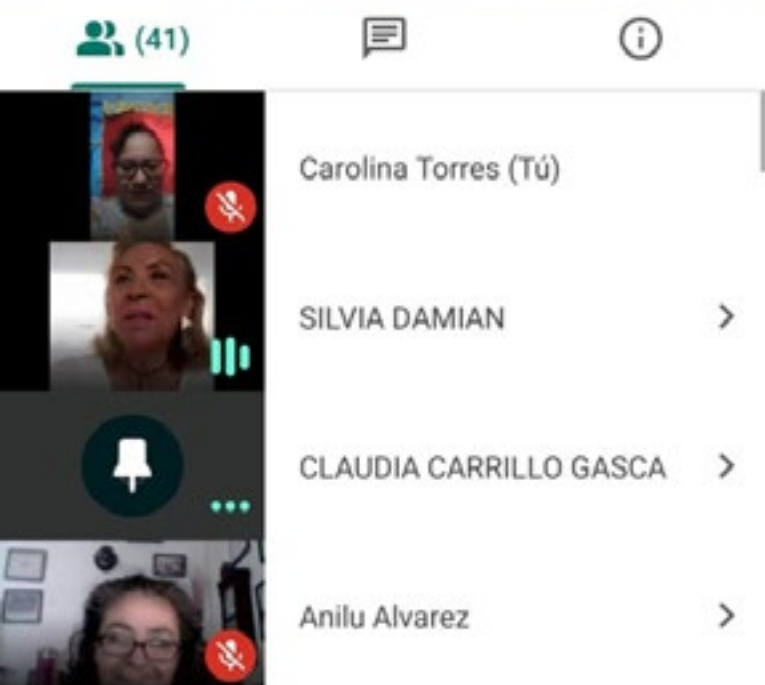 (41)
Carolina Torres (Tú)
SILVIA DAMIAN
CLAUDIA CARRILLO GASCA
Anilu Alvarez